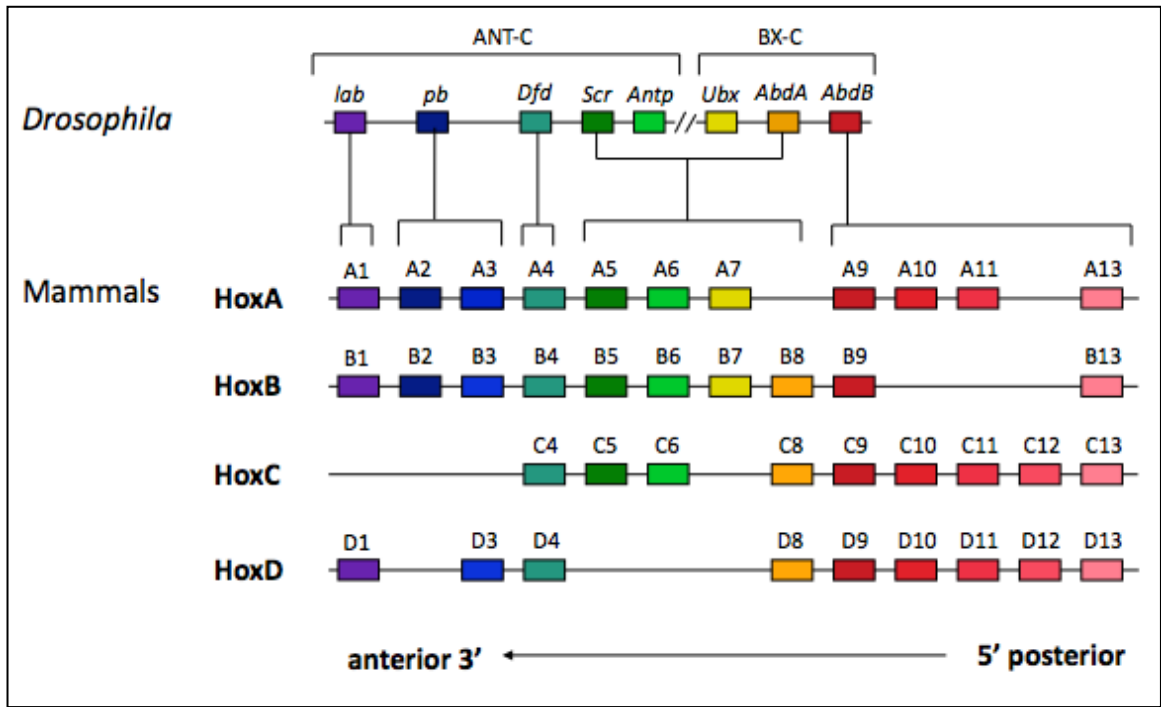 ANT-C BX-C
lab pb Dfd Scr Antp Ubx AbdA AbdB
Drosophila
//
Mammals
A1 A2 A3 A4 A5 A6 A7 A9 A10 A11 A13
HoxA
B1 B2 B3 B4 B5 B6 B7 B8 B9 B13
HoxB
C4 C5 C6 C8 C9 C10 C11 C12 C13
HoxC
D1 D3 D4 D8 D9 D10 D11 D12 D13
HoxD
anterior 3’ 5’ posterior